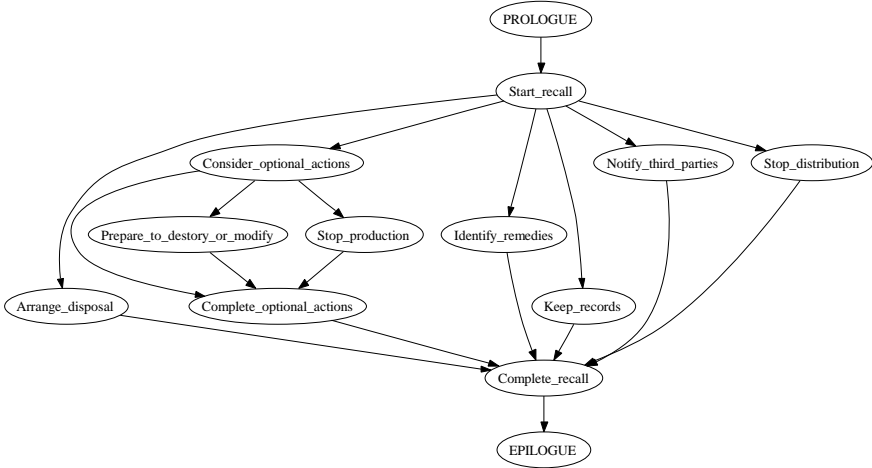 PROLOGUE
Start_recall
Consider_optional_actions
Notify_third_parties
Stop_distribution
Prepare_to_destory_or_modify
Stop_production
Identify_remedies
Arrange_disposal
Complete_optional_actions
Keep_records
Complete_recall
EPILOGUE